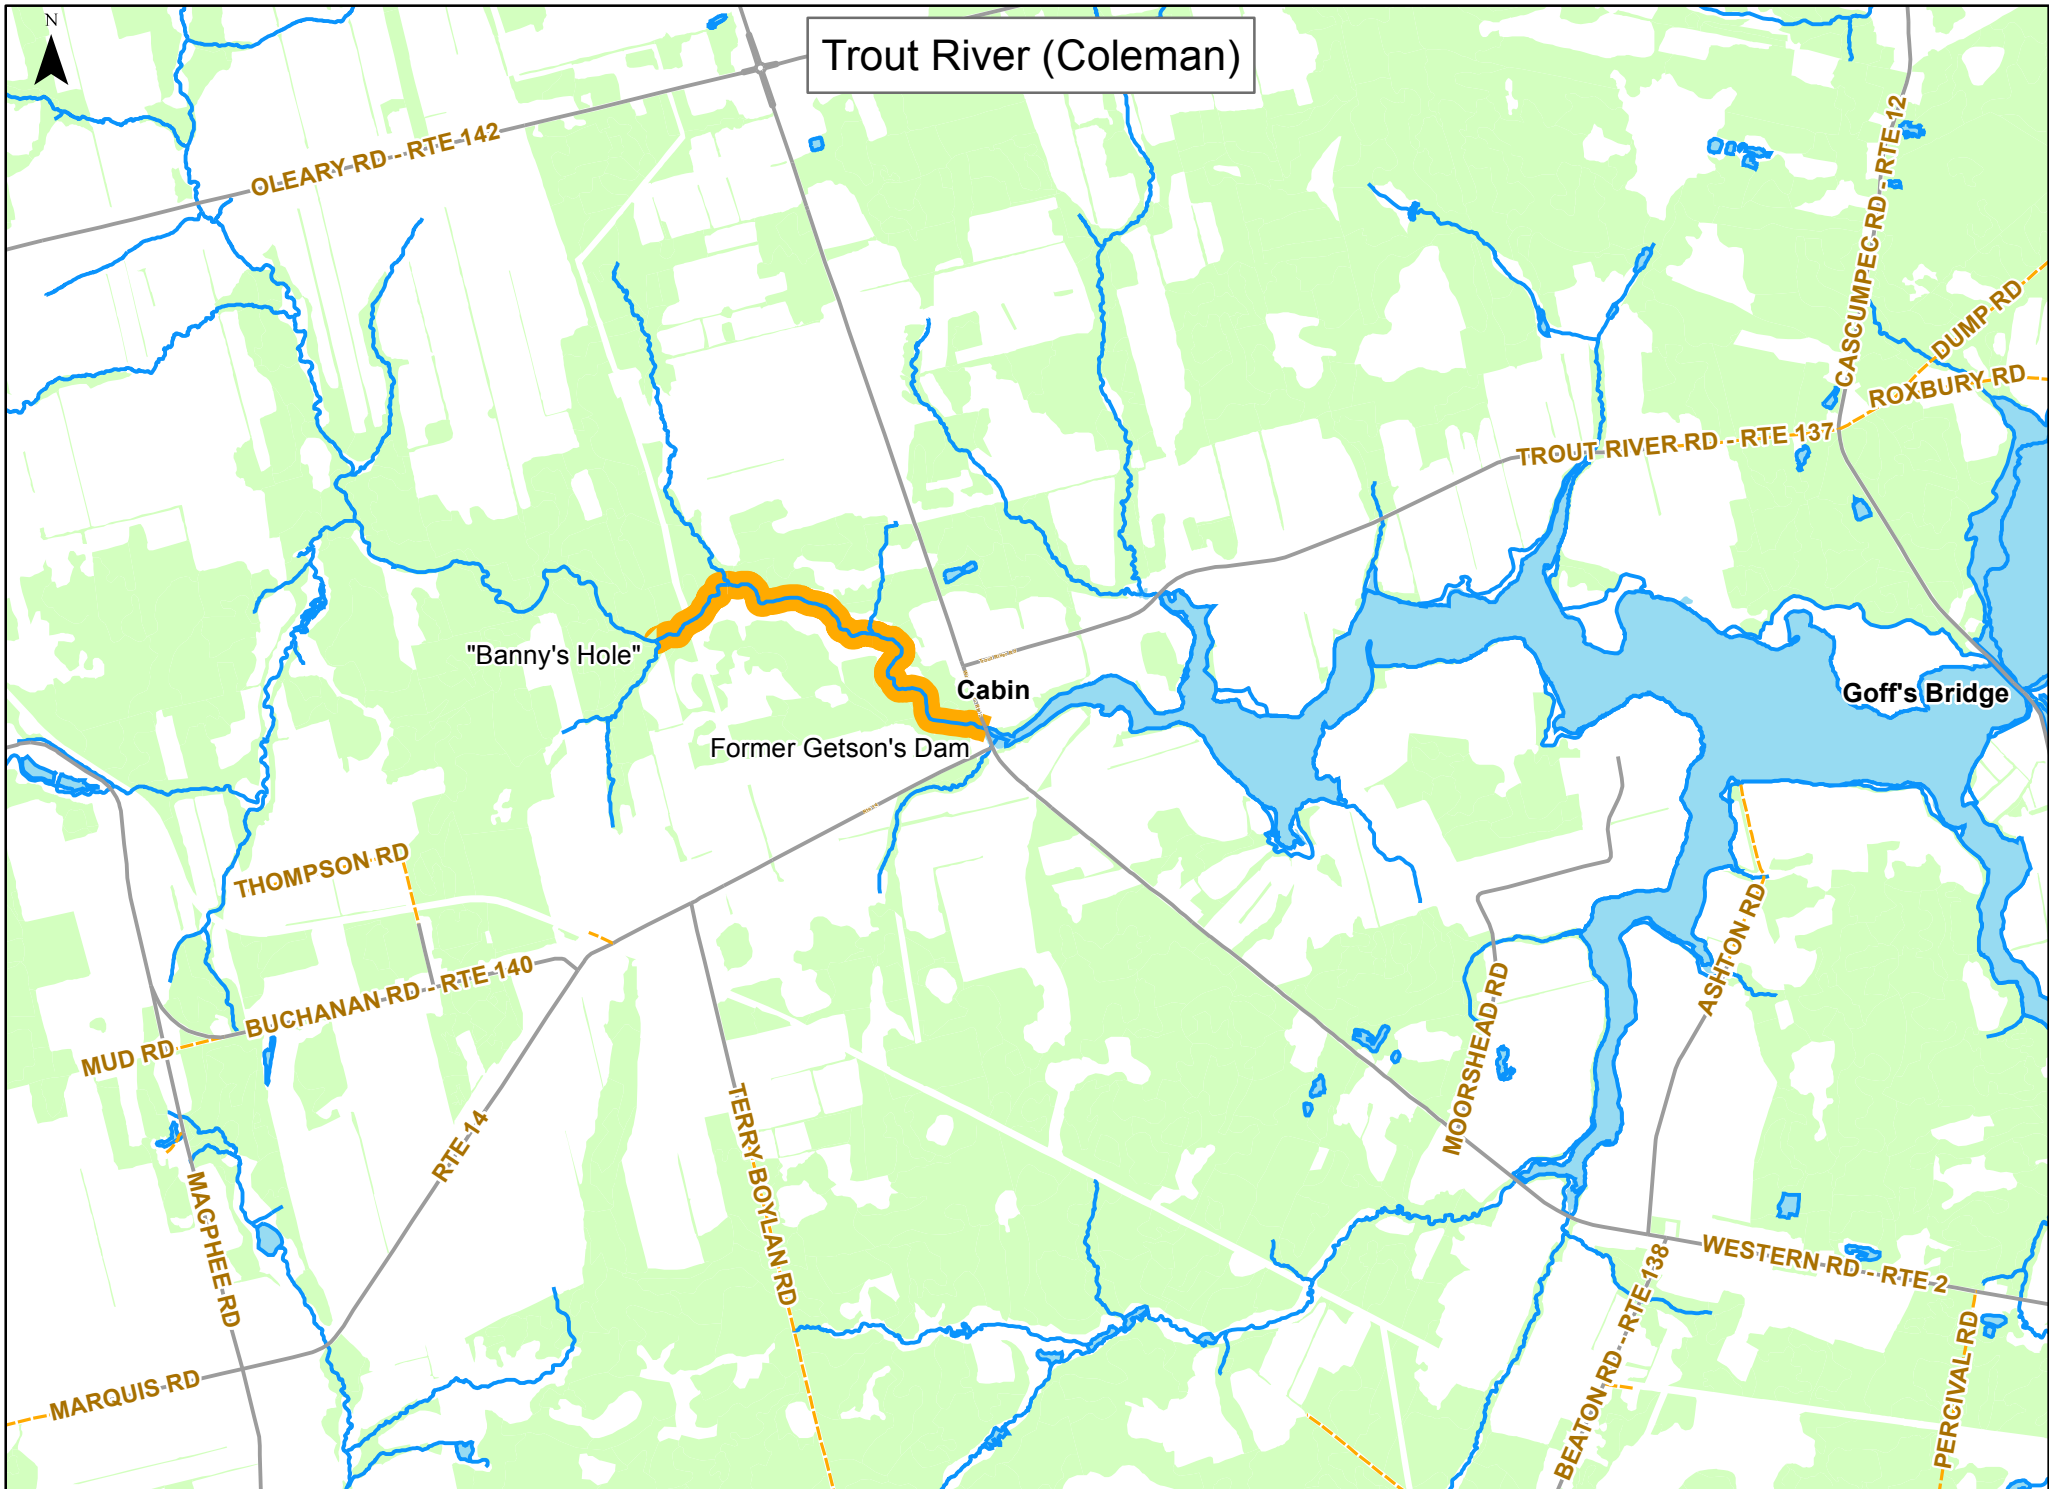 N
Trout River (Coleman)
OLEARY RD - RTE 142
CASCUMPEC RD - RTE 12
DUMP RD
ROXBURY RD
TROUT RIVER RD - RTE 137
"Banny's Hole"
Cabin
Goff's Bridge
Former Getson's Dam
THOMPSON RD
ASHTON RD
BUCHANAN RD - RTE 140
MUD RD
MOORSHEAD RD
RTE 14
TERRY BOYLAN RD
MACPHEE RD
WESTERN RD - RTE 2
BEATON RD - RTE 138
PERCIVAL RD
MARQUIS RD